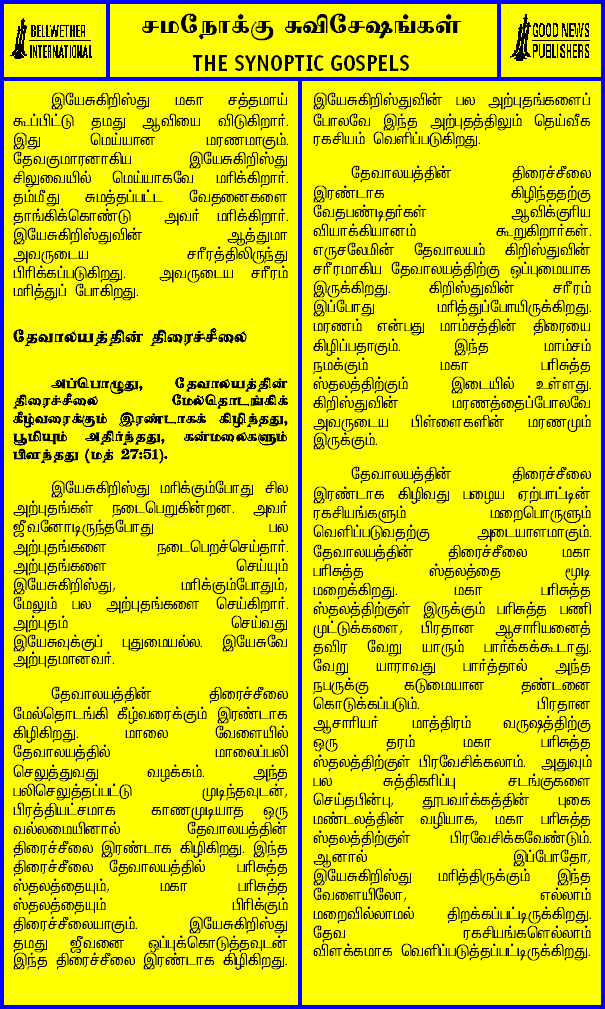 BELLWETHER
INTERNATIONAL
சமநோக்கு சுவிசேஷங்கள்
THE SYNOPTIC GOSPELS
GOOD NEWS
PUBLISHERS
இயேசுகிறிஸ்து மகா சத்தமாய்
கூப்பிட்டு தமது ஆவியை விடுகிறார்.
இது மெய்யான மரணமாகும்.
தேவகுமாரனாகிய இயேசுகிறிஸ்து
சிலுவையில் மெய்யாகவே மரிக்கிறார்.
தம்மீது சுமத்தப்பட்ட வேதனைகளை
தாங்கிக்கொண்டு அவர் மரிக்கிறார்.
இயேசுகிறிஸ்துவின் ஆத்துமா
அவருடைய சரீரத்திலிருந்து
பிரிக்கப்படுகிறது. அவருடைய சரீரம்
மரித்துப் போகிறது.
தேவாலயத்தின் திரைச்சீலை
அப்பொழுது, தேவாலயத்தின்
திரைச்சீலை மேல்தொடங்கிக்
கீழ்வரைக்கும் இரண்டாகக் கிழிந்தது,
பூமியும் அதிர்ந்தது, கன்மலைகளும்
பிளந்தது (மத் 27:51).
இயேசுகிறிஸ்து மரிக்கும்போது சில
அற்புதங்கள் நடைபெறுகின்றன. அவர்
ஜீவனோடிருந்தபோது பல
அற்புதங்களை நடைபெறச்செய்தார்.
அற்புதங்களை செய்யும்
இயேசுகிறிஸ்து, மரிக்கும்போதும்,
மேலும் பல அற்புதங்களை செய்கிறார்.
அற்புதம் செய்வது
இயேசுவுக்குப் புதுமையல்ல. இயேசுவே
அற்புதமானவர்.
தேவாலயத்தின் திரைச்சீலை
மேல்தொடங்கி கீழ்வரைக்கும் இரண்டாக
கிழிகிறது. மாலை வேளையில்
தேவாலயத்தில் மாலைப்பலி
செலுத்துவது வழக்கம். அந்த
பலிசெலுத்தப்பட்டு முடிந்தவுடன்,
பிரத்தியட்சமாக காணமுடியாத ஒரு
வல்லமையினால் தேவாலயத்தின்
திரைச்சீலை இரண்டாக கிழிகிறது. இந்த
திரைச்சீலை தேவாலயத்தில் பரிசுத்த
ஸ்தலத்தையும், மகா பரிசுத்த
ஸ்தலத்தையும் பிரிக்கும்
திரைச்சீலையாகும். இயேசுகிறிஸ்து
தமது ஜீவனை ஒப்புக்கொடுத்தவுடன்
இந்த திரைச்சீலை இரண்டாக கிழிகிறது.
இயேசுகிறிஸ்துவின் பல அற்புதங்களைப்
போலவே இந்த அற்புதத்திலும் தெய்வீக
ரகசியம் வெளிப்படுகிறது.
தேவாலயத்தின் திரைச்சீலை
இரண்டாக கிழிந்ததற்கு
வேதபண்டிதர்கள் ஆவிக்குரிய
வியாக்கியானம் கூறுகிறார்கள்.
எருசலேமின் தேவாலயம் கிறிஸ்துவின்
சரீரமாகிய தேவாலயத்திற்கு ஒப்புமையாக
இருக்கிறது. கிறிஸ்துவின் சரீரம்
இப்போது மரித்துப்போயிருக்கிறது.
மரணம் என்பது மாம்சத்தின் திரையை
கிழிப்பதாகும். இந்த மாம்சம்
நமக்கும் மகா பரிசுத்த
ஸ்தலத்திற்கும் இடையில் உள்ளது.
கிறிஸ்துவின் மரணத்தைப்போலவே
அவருடைய பிள்ளைகளின் மரணமும்
இருக்கும்.
தேவாலயத்தின் திரைச்சீலை
இரண்டாக கிழிவது பழைய ஏற்பாட்டின்
ரகசியங்களும் மறைபொருளும்
வெளிப்படுவதற்கு அடையாளமாகும்.
தேவாலயத்தின் திரைச்சீலை மகா
பரிசுத்த ஸ்தலத்தை மூடி
மறைக்கிறது. மகா பரிசுத்த
ஸ்தலத்திற்குள் இருக்கும் பரிசுத்த பணி
முட்டுக்களை, பிரதான ஆசாரியனைத்
தவிர வேறு யாரும் பார்க்கக்கூடாது.
வேறு யாராவது பார்த்தால் அந்த
நபருக்கு கடுமையான தண்டனை
கொடுக்கப்படும். பிரதான
ஆசாரியர் மாத்திரம் வருஷத்திற்கு
ஒரு தரம் மகா பரிசுத்த
ஸ்தலத்திற்குள் பிரவேசிக்கலாம். அதுவும்
பல சுத்திகரிப்பு சடங்குகளை
செய்தபின்பு, தூபவர்க்கத்தின் புகை
மண்டலத்தின் வழியாக, மகா பரிசுத்த
ஸ்தலத்திற்குள் பிரவேசிக்கவேண்டும்.
ஆனால் இப்போதோ,
இயேசுகிறிஸ்து மரித்திருக்கும் இந்த
வேளையிலோ, எல்லாம்
மறைவில்லாமல் திறக்கப்பட்டிருக்கிறது.
தேவ ரகசியங்களெல்லாம்
விளக்கமாக வெளிப்படுத்தப்பட்டிருக்கிறது.